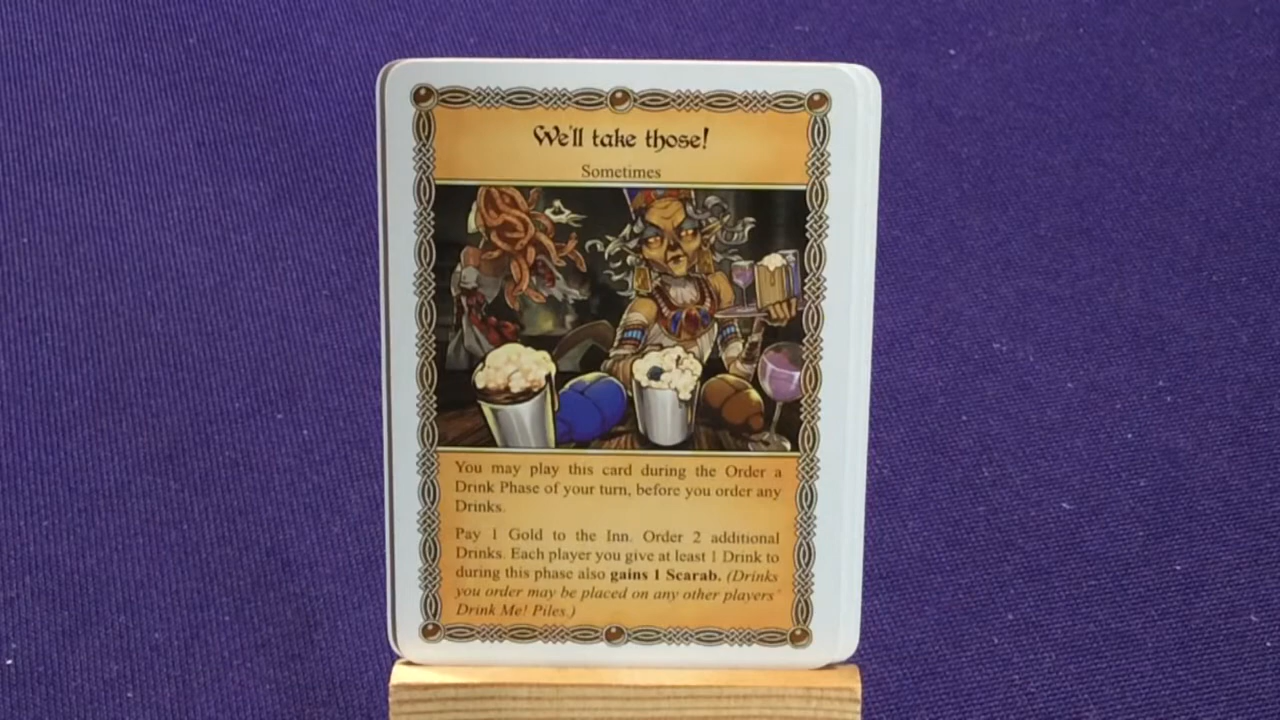 We'll take those!
Sometimes
You may play this card during the Order a
Drink Phase of your turn, before you order any
Drinks.
Pay 1 Gold to the Inn. Order 2 additional
Drinks. Each player you give at least 1 Drink to
during this phase also gains 1 Scarab. (Drinks
you order may be placed on any other players'
Drink Me! Piles.)